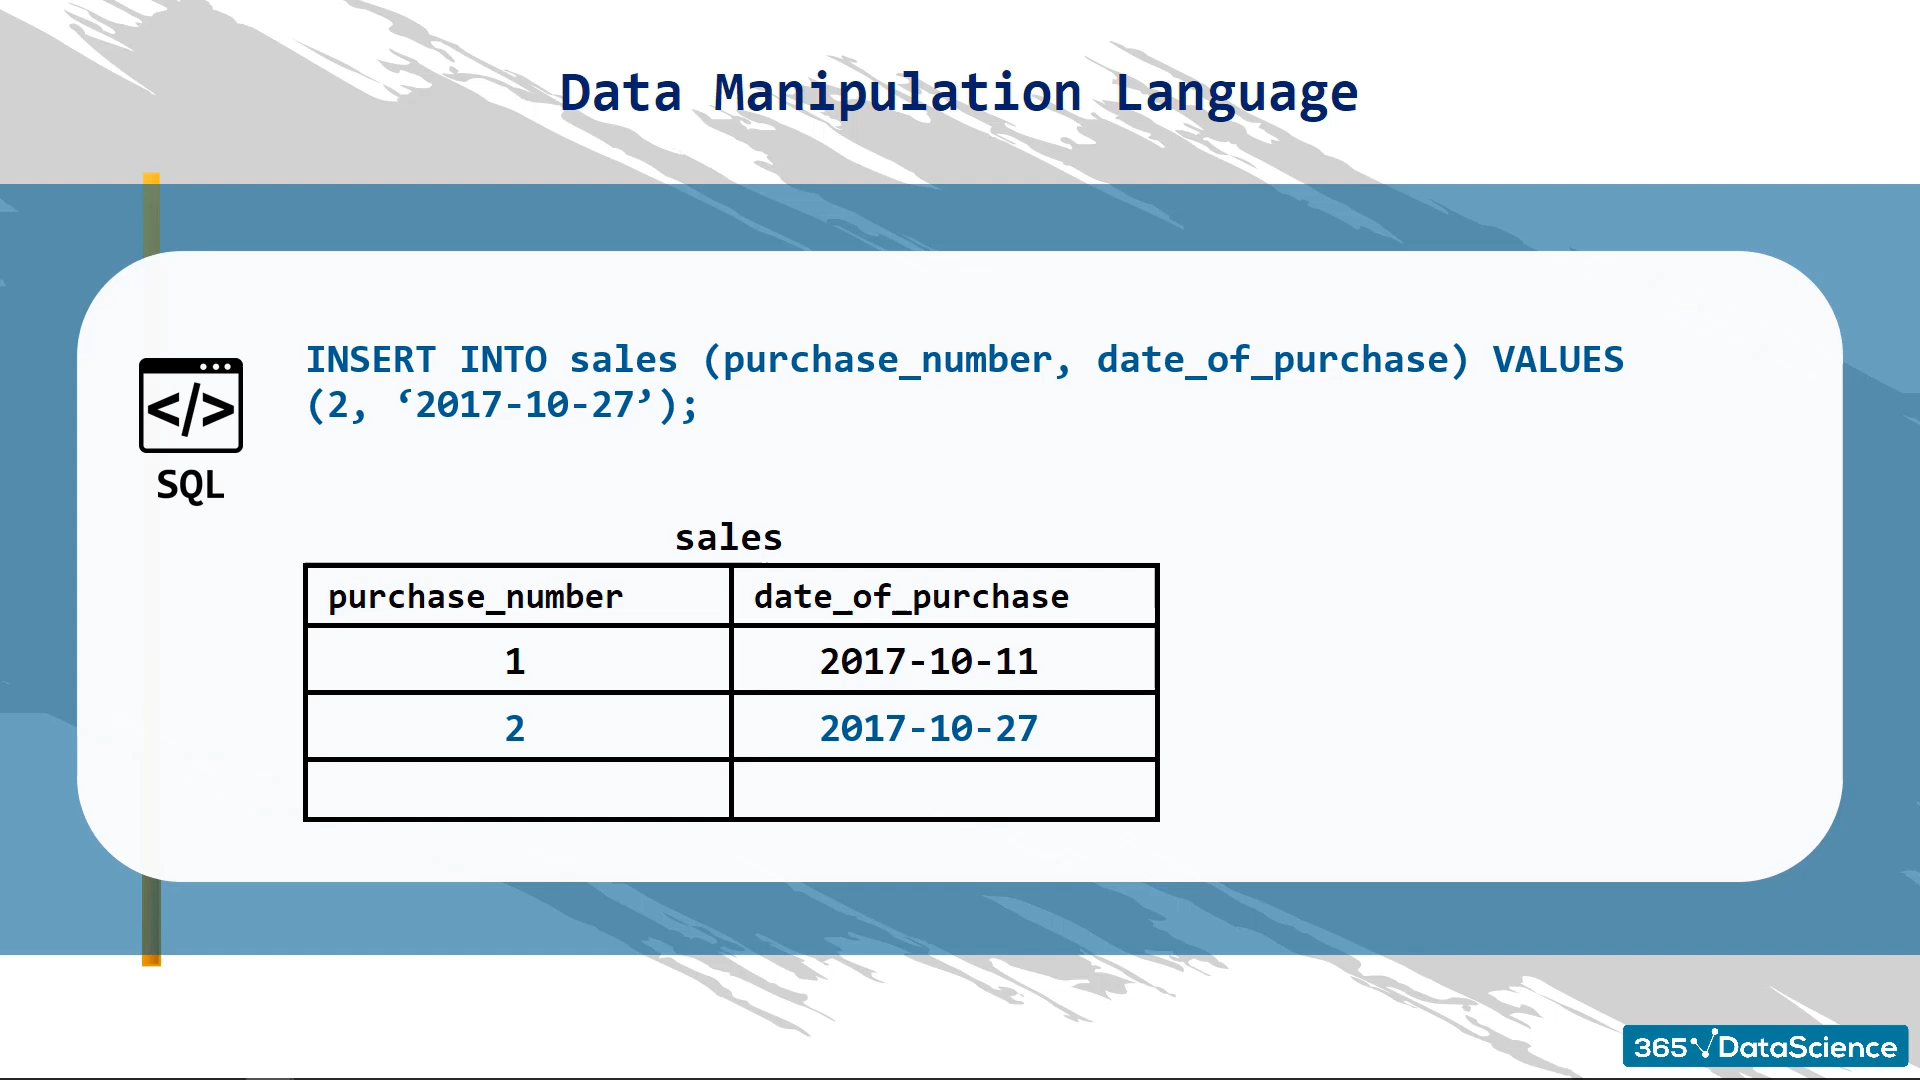 Data Manipulation Language
INSERT INTO sales (purchase_number, date_of_purchase) VALUES
(2, ‘2017-10-27’);
</>
SQL
sales
purchase_number date_of_purchase
1 2017-10-11
2 2017-10-27
365 DataScience